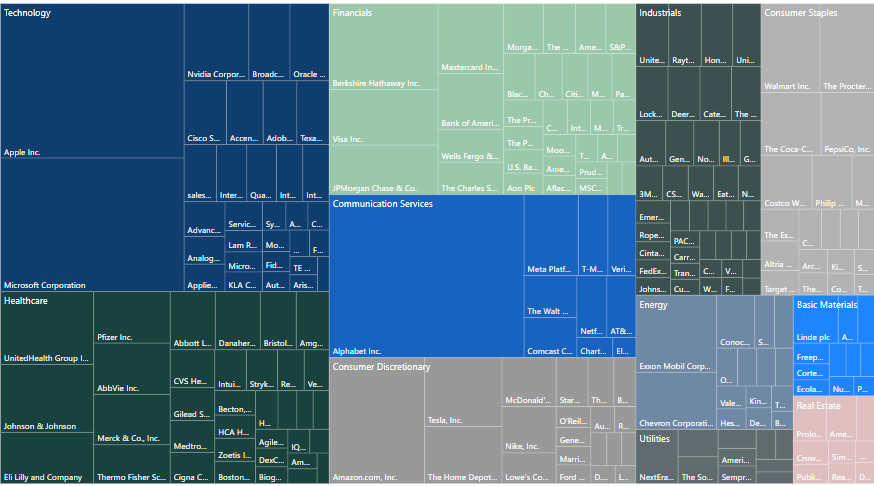 Technology
Apple Inc.
Microsoft Corporation
Nvidia Corpor...
Broadc...
Oracle ...
Cisco S...
Accen...
Adob...
Texa...
sales...
Inter...
Qua...
Int...
Int...
Advanc...
Analog...
Applie...
Servic...
Lam R...
Micro...
KLA C...
Sy...
Mo...
Fid...
Aut...
A...
C...
...
F...
TE ...
Aris...
Healthcare
UnitedHealth Group I...
Johnson & Johnson
Eli Lilly and Company
Pfizer Inc.
AbbVie Inc.
Merck & Co., Inc.
Thermo Fisher Sc...
Abbott L...
Danaher...
Bristol...
Amg...
CVS He...
Gilead S...
Medtro...
Cigna C...
Intui...
Stryk...
Re...
Ve...
Becton,...
HCA H...
Zoetis I...
Boston...
H...
Agile...
DexC...
Biog...
IQ...
Am...
Financials
Berkshire Hathaway Inc.
Visa Inc.
JPMorgan Chase & Co.
Mastercard In...
Bank of Ameri...
Wells Fargo &...
The Charles S...
Morga...
The ...
Ame...
S&P...
Blac...
Ch...
Citi...
M...
Pa...
The Pr...
The P...
U.S. Ba...
Aon Plc
C...
Int...
M...
Tr...
Moo...
Ame...
Aflac...
T...
A...
Prud...
MSC...
Communication Services
Alphabet Inc.
Meta Platf...
T-M...
Veri...
The Walt ...
Comcast C...
Netf...
AT&...
Chart...
El...
Consumer Discretionary
Amazon.com, Inc.
Tesla, Inc.
The Home Depot...
McDonald'...
Nike, Inc.
Lowe's Co...
Star...
Th...
B...
O'Reil...
Gene...
Marri...
Ford ...
Au...
R...
D...
L...
Industrials
Unite...
Rayt...
Hon...
Uni...
Lock...
Deer...
Cate...
The ...
Aut...
Gen...
No...
Ill...
G...
3M...
CS...
Wa...
Eat...
N...
Emer...
Rope...
Cinta...
FedEx...
Johns...
PAC...
Carr...
Tran...
Cu...
C...
V...
W...
F...
Consumer Staples
Walmart Inc.
The Procter...
The Coca-C...
PepsiCo, Inc.
Costco W...
Philip ...
M...
The Es...
Altria ...
Target ...
C...
Arc...
Ki...
S...
The...
Co...
T...
Energy
Exxon Mobil Corp...
Chevron Corporati...
Conoc...
S...
O...
Vale...
Kin...
T...
Hes...
De...
B...
Utilities
NextEra...
The So...
Ameri...
Sempr...
Basic Materials
Linde plc
A...
Freep...
Corte...
Ecola...
Nu...
P...
Real Estate
Prolo...
Ame...
Crow...
Sim...
Publi...
Rea...
D...